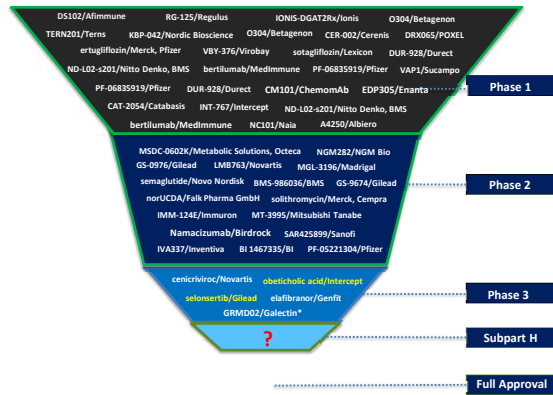 DS102/Afimmune RG-125/Regulus IONIS-DGAT2Rx/Ionis O304/Betagenon
TERN201/Terns KBP-042/Nordic Bioscience O304/Betagenon CER-002/Cerenis DRX065/POXEL
ertugliflozin/Merck, Pfizer VBY-376/Virobay sotagliflozin/Lexicon DUR-928/Durect
ND-L02-s201/Nitto Denko, BMS bertilumab/MedImmune PF-06835919/Pfizer VAP1/Sucampo
PF-06835919/Pfizer DUR-928/Durect CM101/ChemomAb EDP305/Enanta
Phase 1
CAT-2054/Catabasis INT-767/Intercept ND-L02-s201/Nitto Denko, BMS
bertilumab/MedImmune NC101/Naia A4250/Albiero
MSDC-0602K/Metabolic Solutions, Octeca NGM282/NGM Bio
GS-0976/Gilead LMB763/Novartis MGL-3196/Madrigal
semaglutide/Novo Nordisk BMS-986036/BMS GS-9674/Gilead
Phase 2
norUCDA/Falk Pharma GmbH solithromycin/Merck, Cempra
IMM-124E/Immuron MT-3995/Mitsubishi Tanabe
Namacizumab/Birdrock SAR425899/Sanofi
IVA337/Inventiva BI 1467335/BI PF-05221304/Pfizer
cenicriviroc/Novartis obeticholic acid/Intercept
selonsertib/Gilead elafibranor/Genfit
Phase 3
GRMD02/Galectin*
?
Subpart H
Full Approval